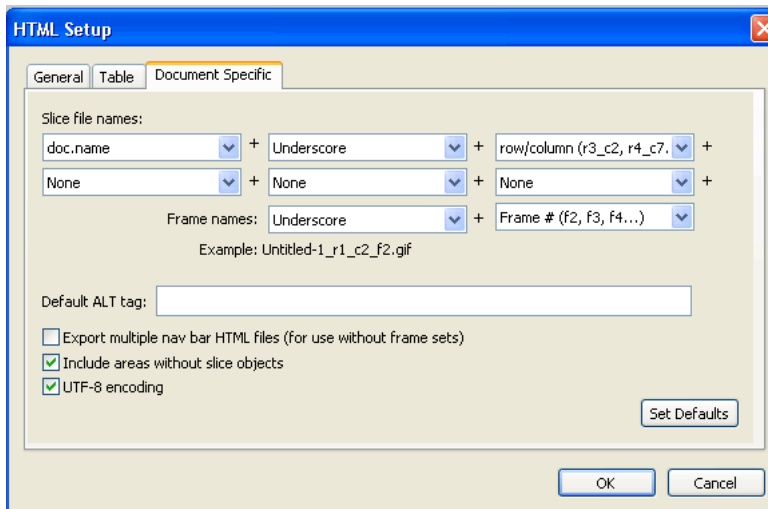 HTML Setup
General Table Document Specific
Slice file names:
doc.name + Underscore + row/column (r3_c2, r4_c7. +
None + None + None +
Frame names: Underscore + Frame # (f2, f3, f4...)
Example: Untitled-1_r1_c2_f2.gif
Default ALT tag:
Export multiple nav bar HTML files (for use without frame sets)
Include areas without slice objects
UTF-8 encoding
Set Defaults
OK Cancel